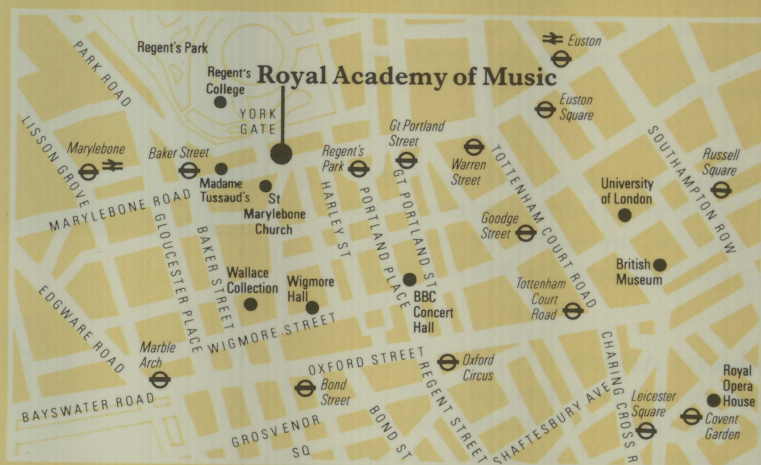 Regent's Park
PARK ROAD
Regent's
College
Royal Academy of Music
YORK
GATE
Euston
Euston
Square
LISSON GROVE
Marylebone
Baker Street
Madame
Tussaud's
St
Marylebone
Church
MARYLEBONE ROAD
Regent's
Park
Gt Portland
Street
Warren
Street
HARLEY ST
PORTLAND PLACE
GT PORTLAND ST
TOTTENHAM COURT ROAD
Goodge
Street
SOUTHAMPTON ROW
Russell
Square
University
of London
British
Museum
GLOUCESTER PLACE
BAKER STREET
Wallace
Collection
Wigmore
Hall
BBC
Concert
Hall
Tottenham
Court
Road
EDGWARE ROAD
WIGMORE STREET
Marble
Arch
OXFORD STREET
Oxford
Circus
Bond
Street
BAYSWATER ROAD
GROSVENOR
SQ
BOND ST
REGENT STREET
SHAFTESBURY AVE
CHARING CROSS R
Leicester
Square
Royal
Opera
House
Covent
Garden